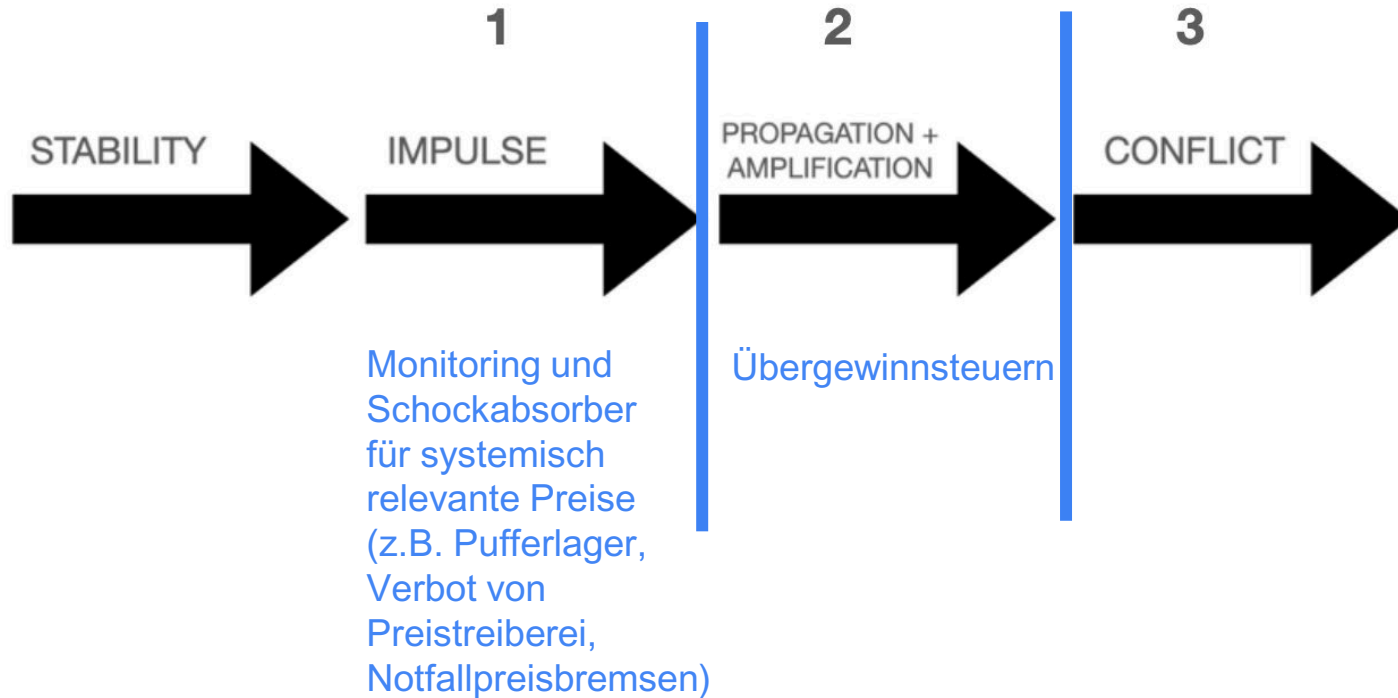 1
2
3
STABILITY
IMPULSE
PROPAGATION +
AMPLIFICATION
CONFLICT
Monitoring und
Schockabsorber
für systemisch
relevante Preise
(z.B. Pufferlager,
Verbot von
Preistreiberei,
Notfallpreisbremsen)
Übergewinnsteuern